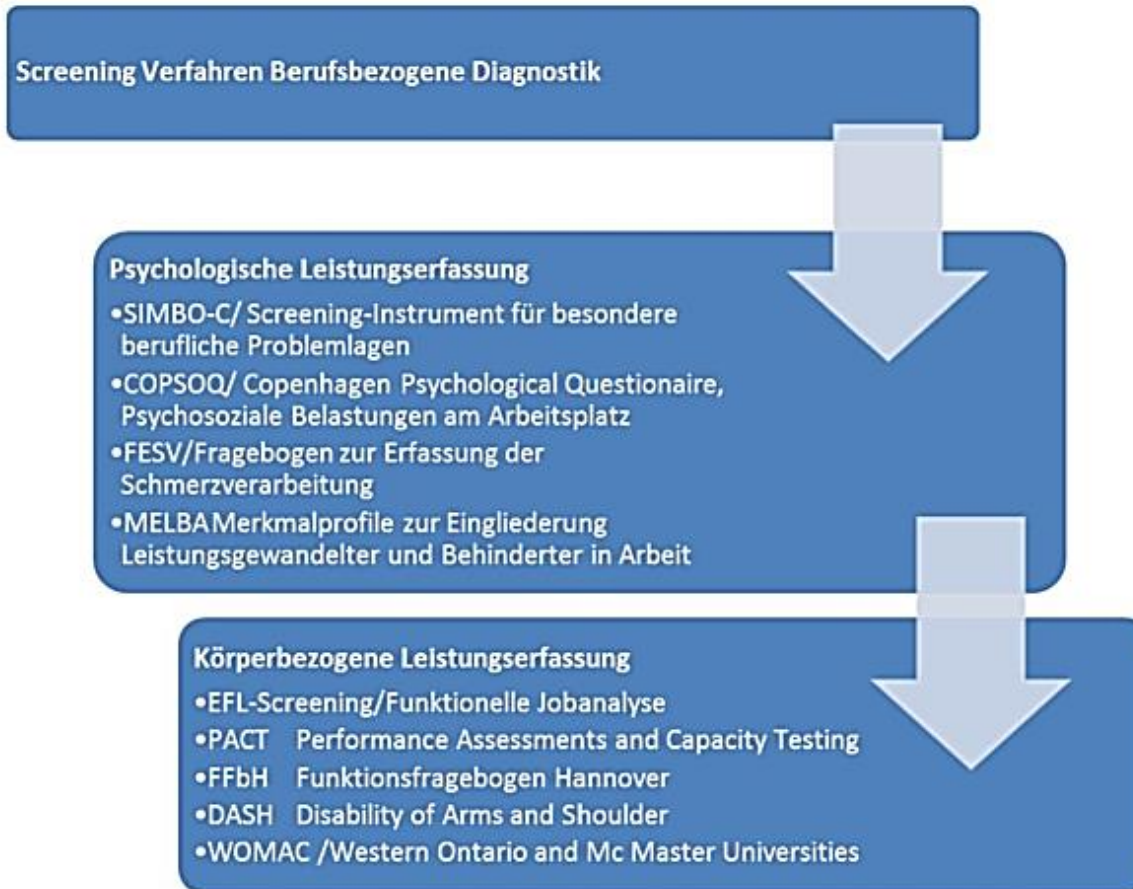 Screening Verfahren Berufsbezogene Diagnostik
Psychologische Leistungserfassung
•SIMBO-C/ Screening-Instrument für besondere
berufliche Problemlagen
•COPSOQ/ Copenhagen Psychological Questionaire,
Psychosoziale Belastungen am Arbeitsplatz
•FESV/Fragebogen zur Erfassung der
Schmerzverarbeitung
•MELBAMerkmalprofile zur Eingliederung
Leistungsgewandelter und Behinderter in Arbeit
Körperbezogene Leistungserfassung
•EFL-Screening/Funktionelle Jobanalyse
•PACT Performance Assessments and Capacity Testing
•FFbH Funktionsfragebogen Hannover
•DASH Disability of Arms and Shoulder
•WOMAC /Western Ontario and Mc Master Universities